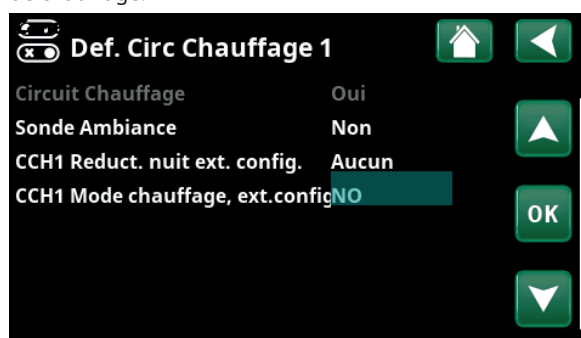 Def. Circ Chauffage 1
Circuit Chauffage Oui
Sonde Ambiance Non
CCH1 Reduct. nuit ext. config. Aucun
CCH1 Mode chauffage, ext.config NO
OK